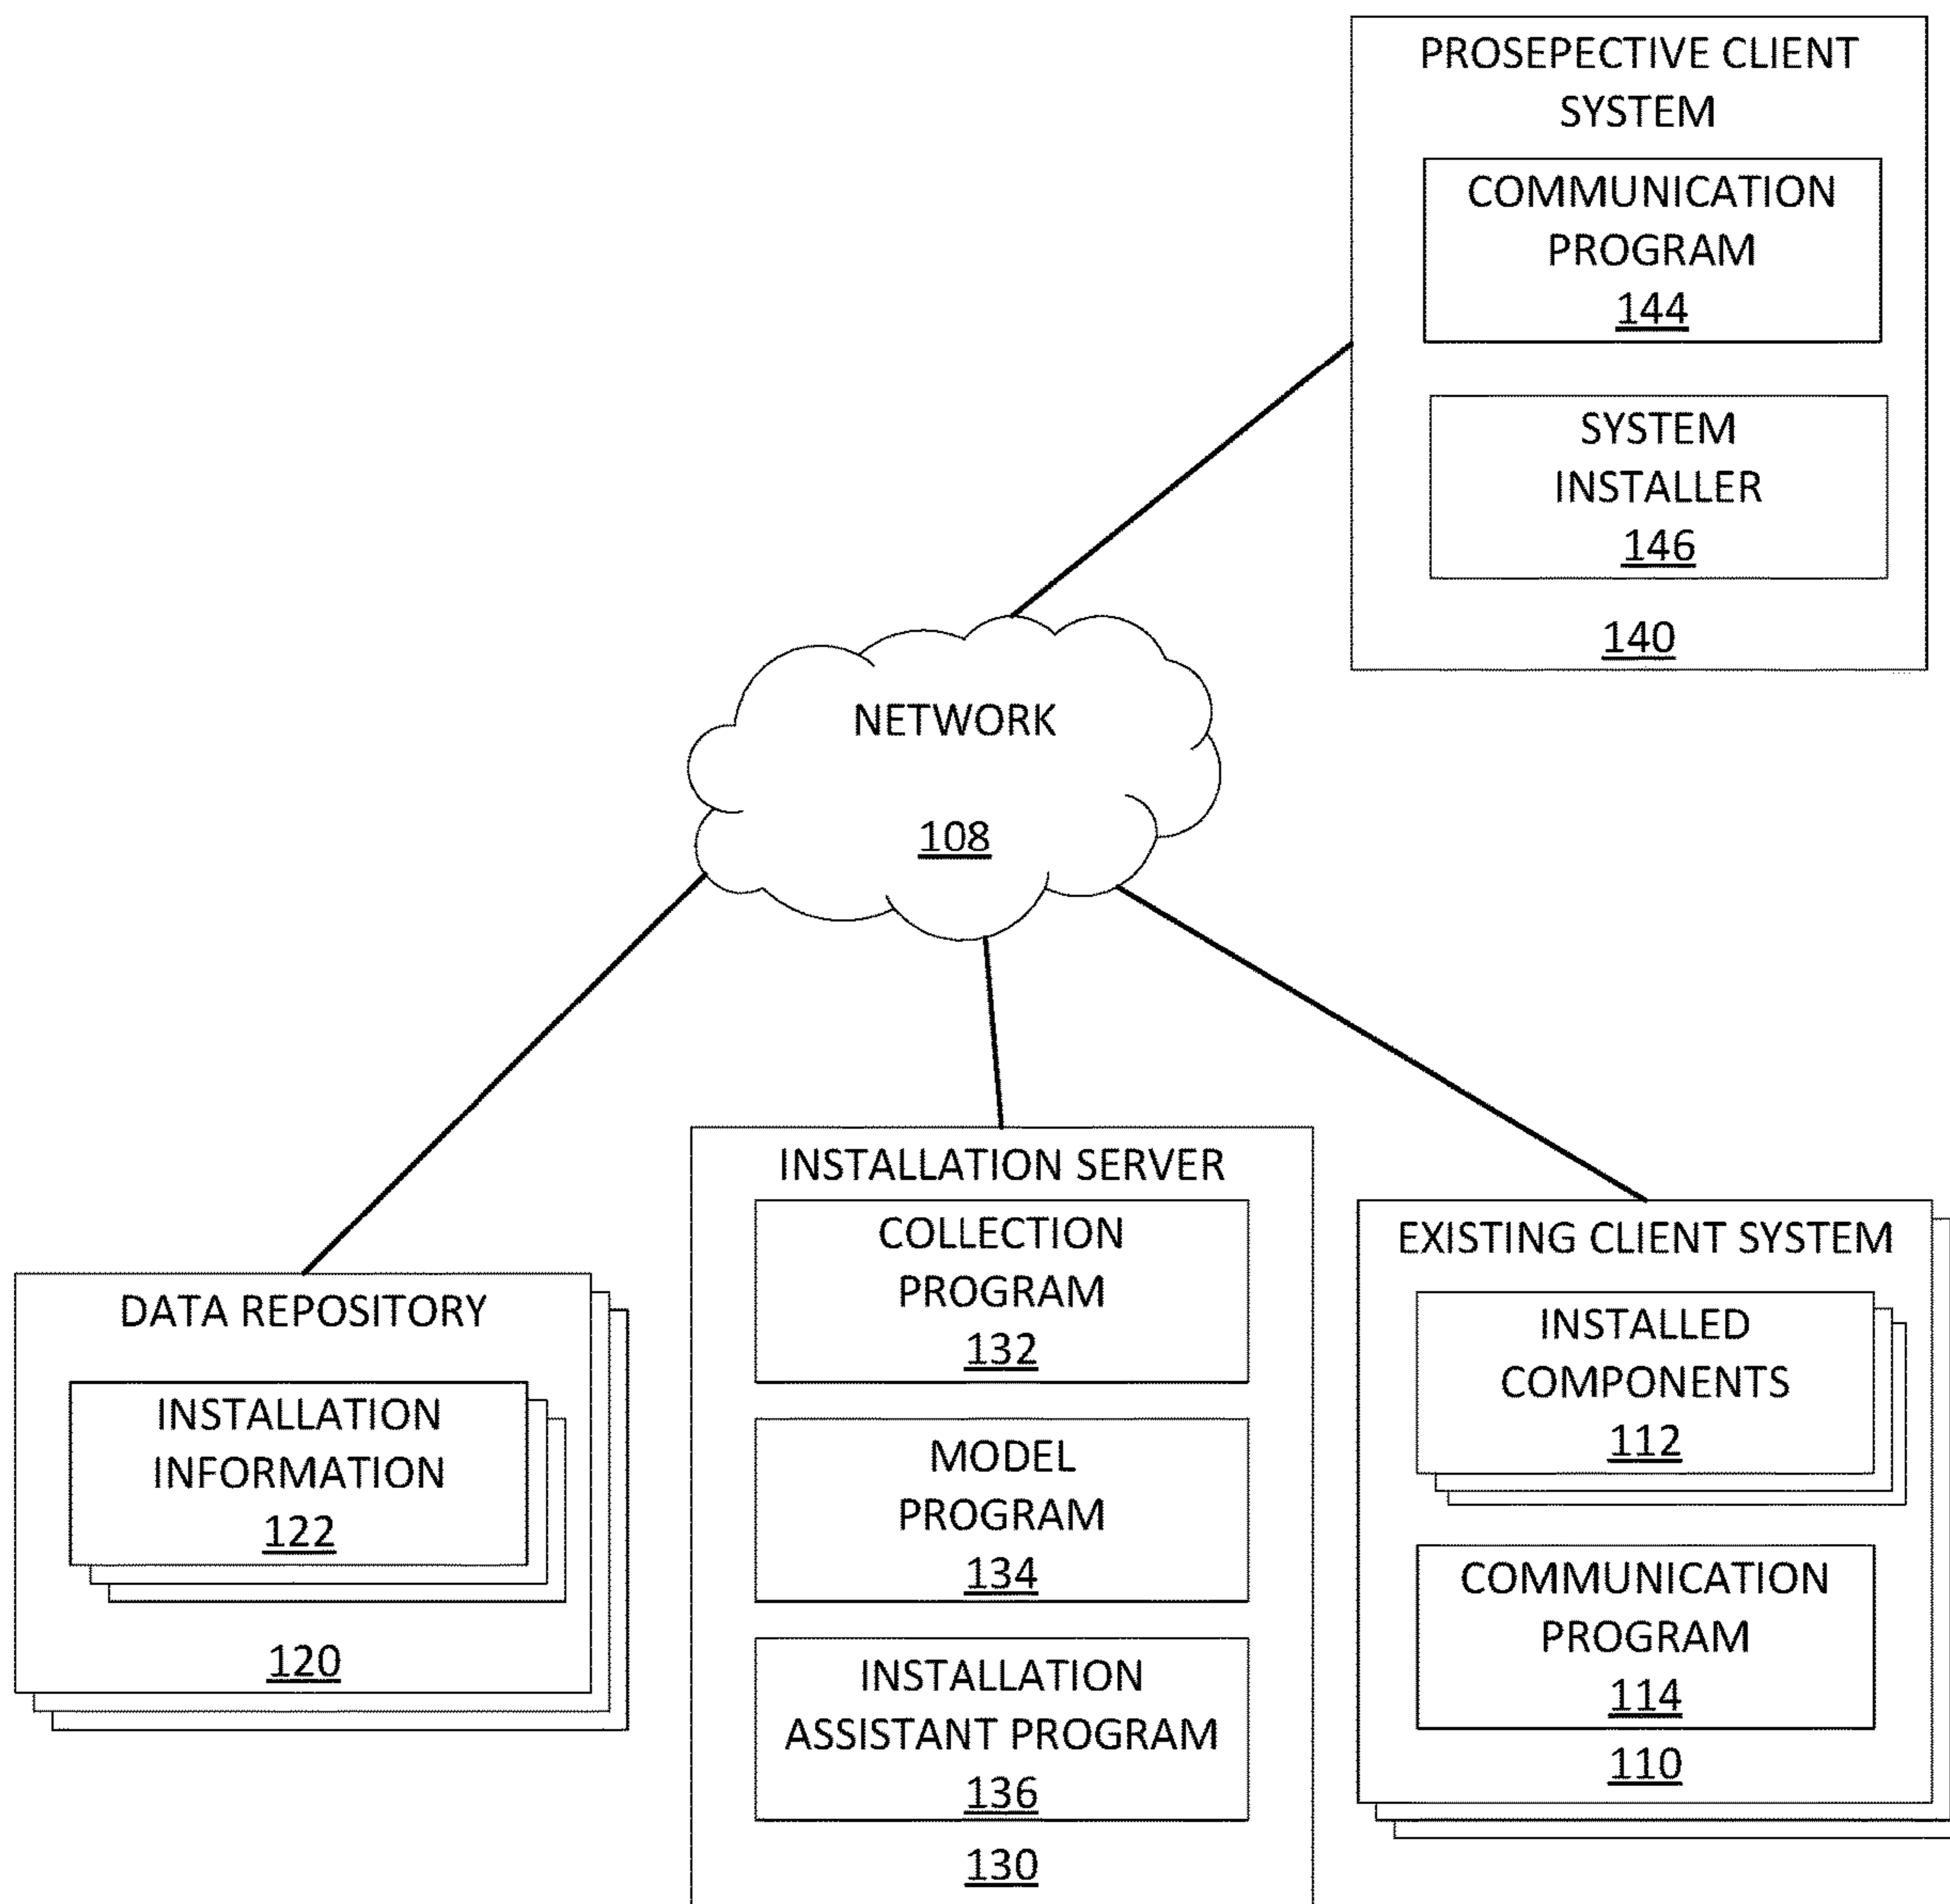 PROSEPECTIVE CLIENT
SYSTEM
COMMUNICATION
PROGRAM
144
SYSTEM
INSTALLER
146
140
NETWORK
108
DATA REPOSITORY
INSTALLATION
INFORMATION
122
120
INSTALLATION SERVER
COLLECTION
PROGRAM
132
MODEL
PROGRAM
134
INSTALLATION
ASSISTANT PROGRAM
136
130
EXISTING CLIENT SYSTEM
INSTALLED
COMPONENTS
112
COMMUNICATION
PROGRAM
114
110